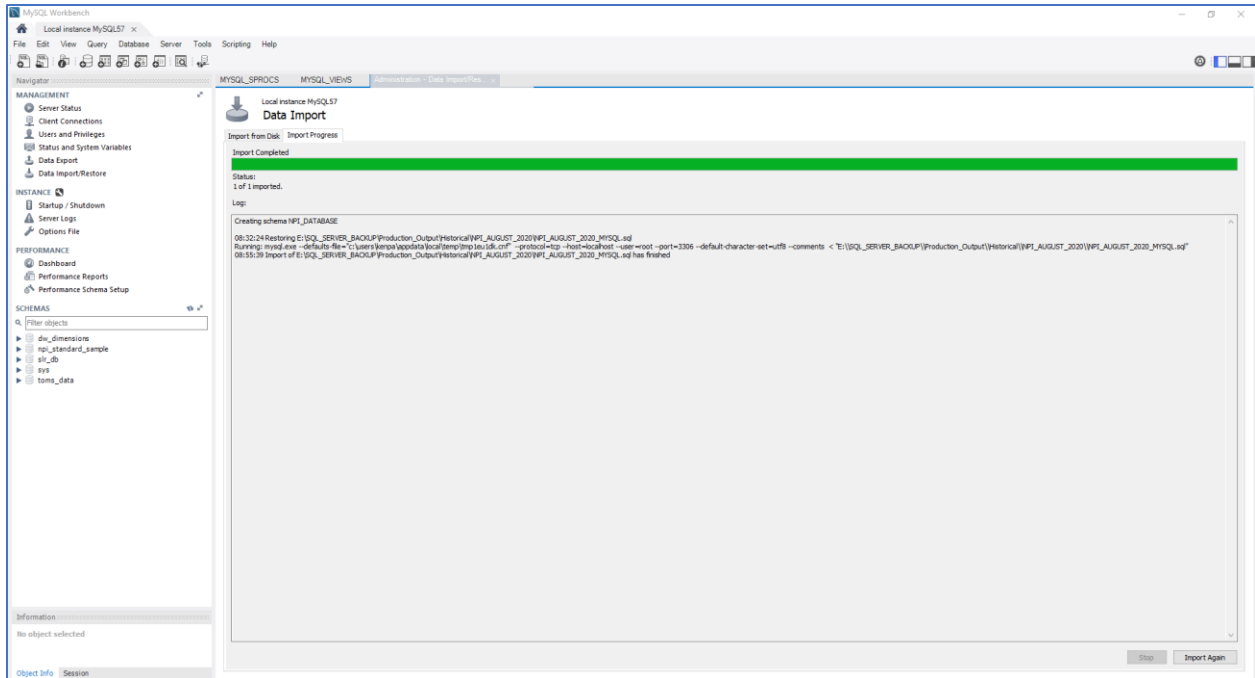 MySQL Workbench
Local instance MySQL57 ×
File Edit View Query Database Server Tools Scripting Help
Navigator
MANAGEMENT
Server Status
Client Connections
Users and Privileges
Status and System Variables
Data Export
Data Import/Restore
INSTANCE
Startup / Shutdown
Server Logs
Options File
PERFORMANCE
Dashboard
Performance Reports
Performance Schema Setup
SCHEMAS
Filter objects
dw_dimensions
npi_standard_sample
slr_db
sys
toms_data
Information
No object selected
Object Info Session
MYSQL_SPROCS MYSQL_VIEWS Administration - Data Import/Res... ×
Local instance MySQL57
Data Import
Import from Disk Import Progress
Import Completed
Status:
1 of 1 imported.
Log:
Creating schema NPI_DATABASE
08:32:24 Restoring E:\SQL_SERVER_BACKUP\Production_Output\Historical\NPI_AUGUST_2020\NPI_AUGUST_2020_MYSQL.sql
Running: mysql.exe --defaults-file="c:\users\kenpa\appdata\local\temp\tmp1eu1dk.cnf" --protocol=tcp --host=localhost --user=root --port=3306 --default-character-set=utf8 --comments < "E:\\SQL_SERVER_BACKUP\\Production_Output\\Historical\\NPI_AUGUST_2020\\NPI_AUGUST_2020_MYSQL.sql"
08:55:39 Import of E:\SQL_SERVER_BACKUP\Production_Output\Historical\NPI_AUGUST_2020\NPI_AUGUST_2020_MYSQL.sql has finished
Stop Import Again